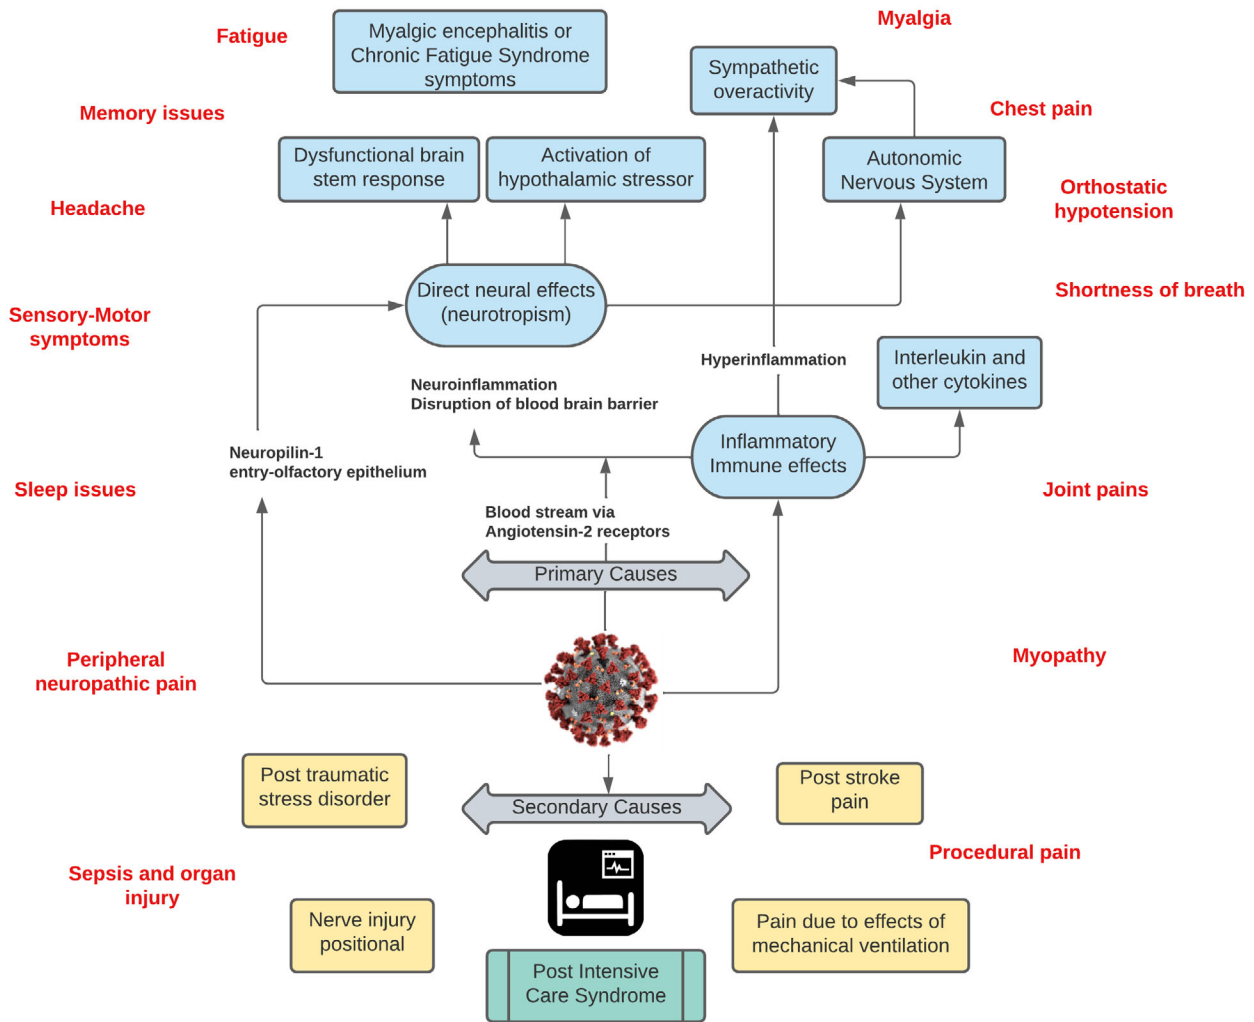 Fatigue
Myalgic encephalitis or
Chronic Fatigue Syndrome
symptoms
Myalgia
Sympathetic
overactivity
Memory issues
Chest pain
Dysfunctional brain
stem response
Activation of
hypothalamic stressor
Autonomic
Nervous System
Headache
Orthostatic
hypotension
Direct neural effects
(neurotropism)
Shortness of breath
Sensory-Motor
symptoms
Hyperinflammation
Interleukin and
other cytokines
Neuroinflammation
Disruption of blood brain barrier
Neuropilin-1
entry-olfactory epithelium
Inflammatory
Immune effects
Sleep issues
Joint pains
Blood stream via
Angiotensin-2 receptors
Primary Causes
Peripheral
neuropathic pain
Myopathy
Post traumatic
stress disorder
Secondary Causes
Post stroke
pain
Sepsis and organ
injury
Procedural pain
Nerve injury
positional
Pain due to effects of
mechanical ventilation
Post Intensive
Care Syndrome